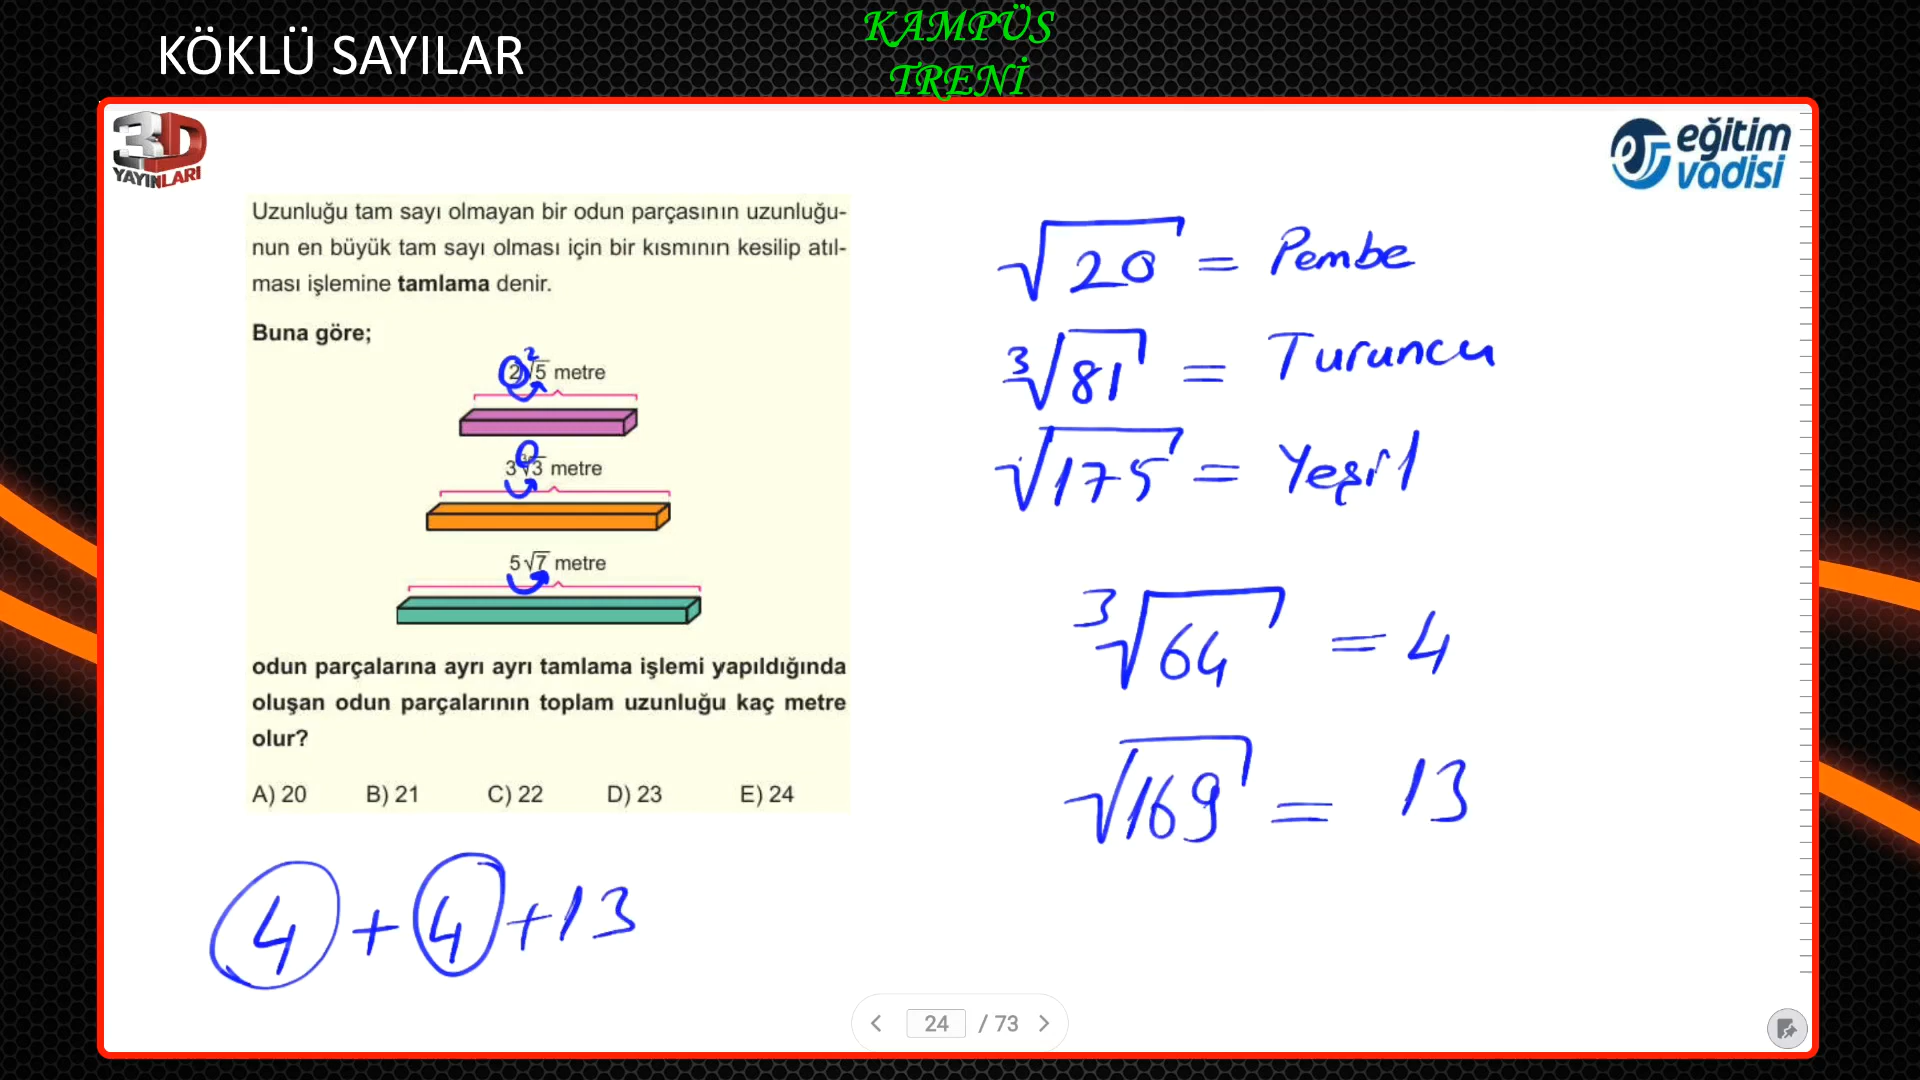 KÖKLÜ SAYILAR
KAMPÜS
TRENİ
3D
YAYINLARI
eğitim
vadisi
Uzunluğu tam sayı olmayan bir odun parçasının uzunluğu-
nun en büyük tam sayı olması için bir kısmının kesilip atıl-
ması işlemine tamlama denir.
Buna göre;
2√5 metre
2
3∛3 metre
5√7 metre
odun parçalarına ayrı ayrı tamlama işlemi yapıldığında
oluşan odun parçalarının toplam uzunluğu kaç metre
olur?
A) 20 B) 21 C) 22 D) 23 E) 24
4 + 4 + 13
√20 = Pembe
∛81 = Turuncu
√175 = Yeşil
∛64 = 4
√169 = 13
24 / 73